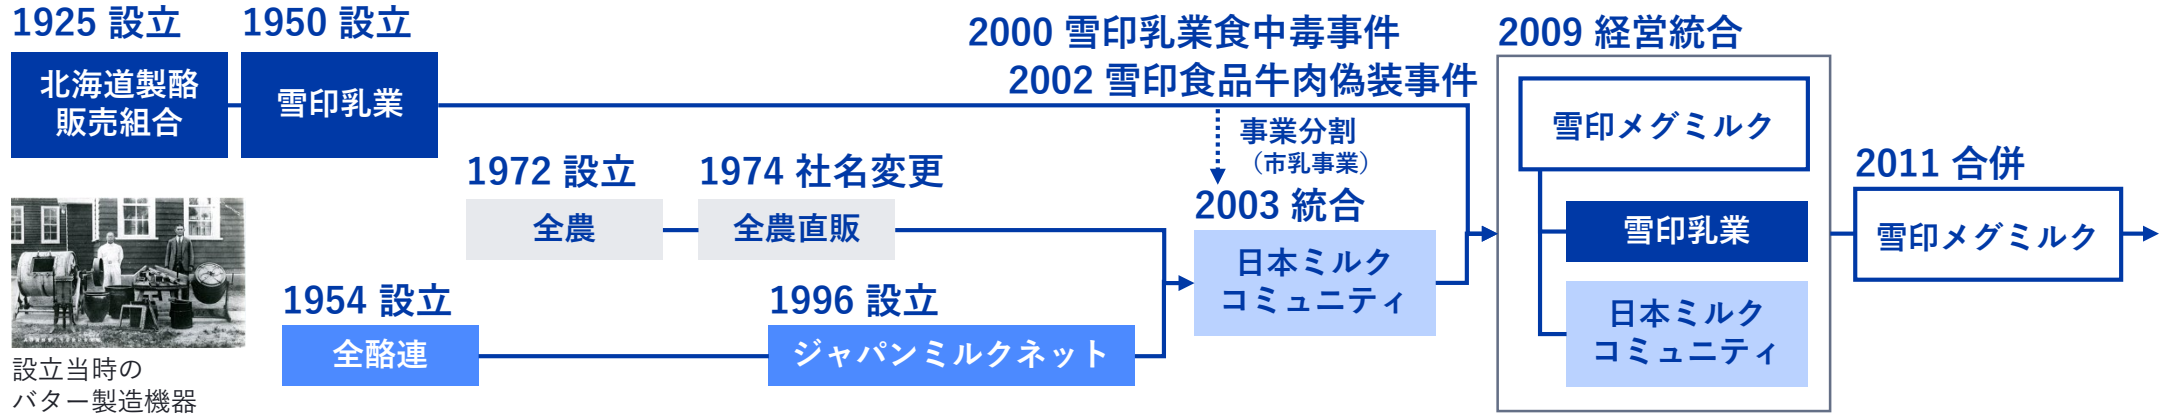 1925 設立
北海道製酪
販売組合
1950 設立
雪印乳業
2000 雪印乳業食中毒事件
2002 雪印食品牛肉偽装事件
事業分割
（市乳事業）
1972 設立
全農
1974 社名変更
全農直販
1954 設立
全酪連
1996 設立
ジャパンミルクネット
2003 統合
日本ミルク
コミュニティ
2009 経営統合
雪印メグミルク
雪印乳業
日本ミルク
コミュニティ
2011 合併
雪印メグミルク
設立当時の
バター製造機器